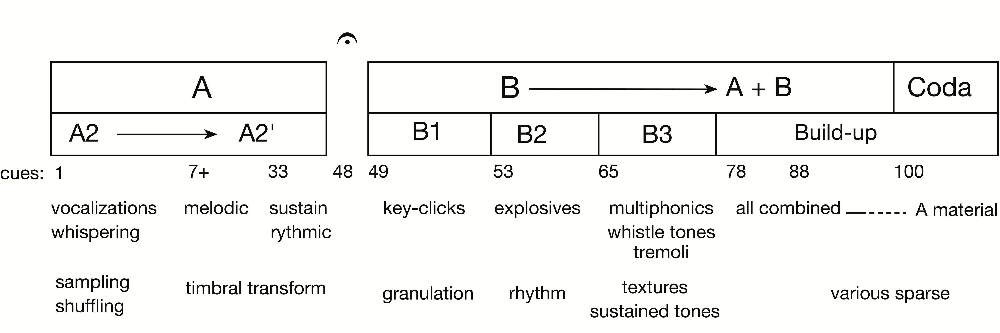 A
B
A + B
Coda
A2
A2'
B1
B2
B3
Build-up
cues: 1 7+ 33 48 49 53 65 78 88 100
vocalizations melodic sustain key-clicks explosives multiphonics all combined A material
whispering rythmic whistle tones
tremoli
sampling timbral transform granulation rhythm textures various sparse
shuffling sustained tones